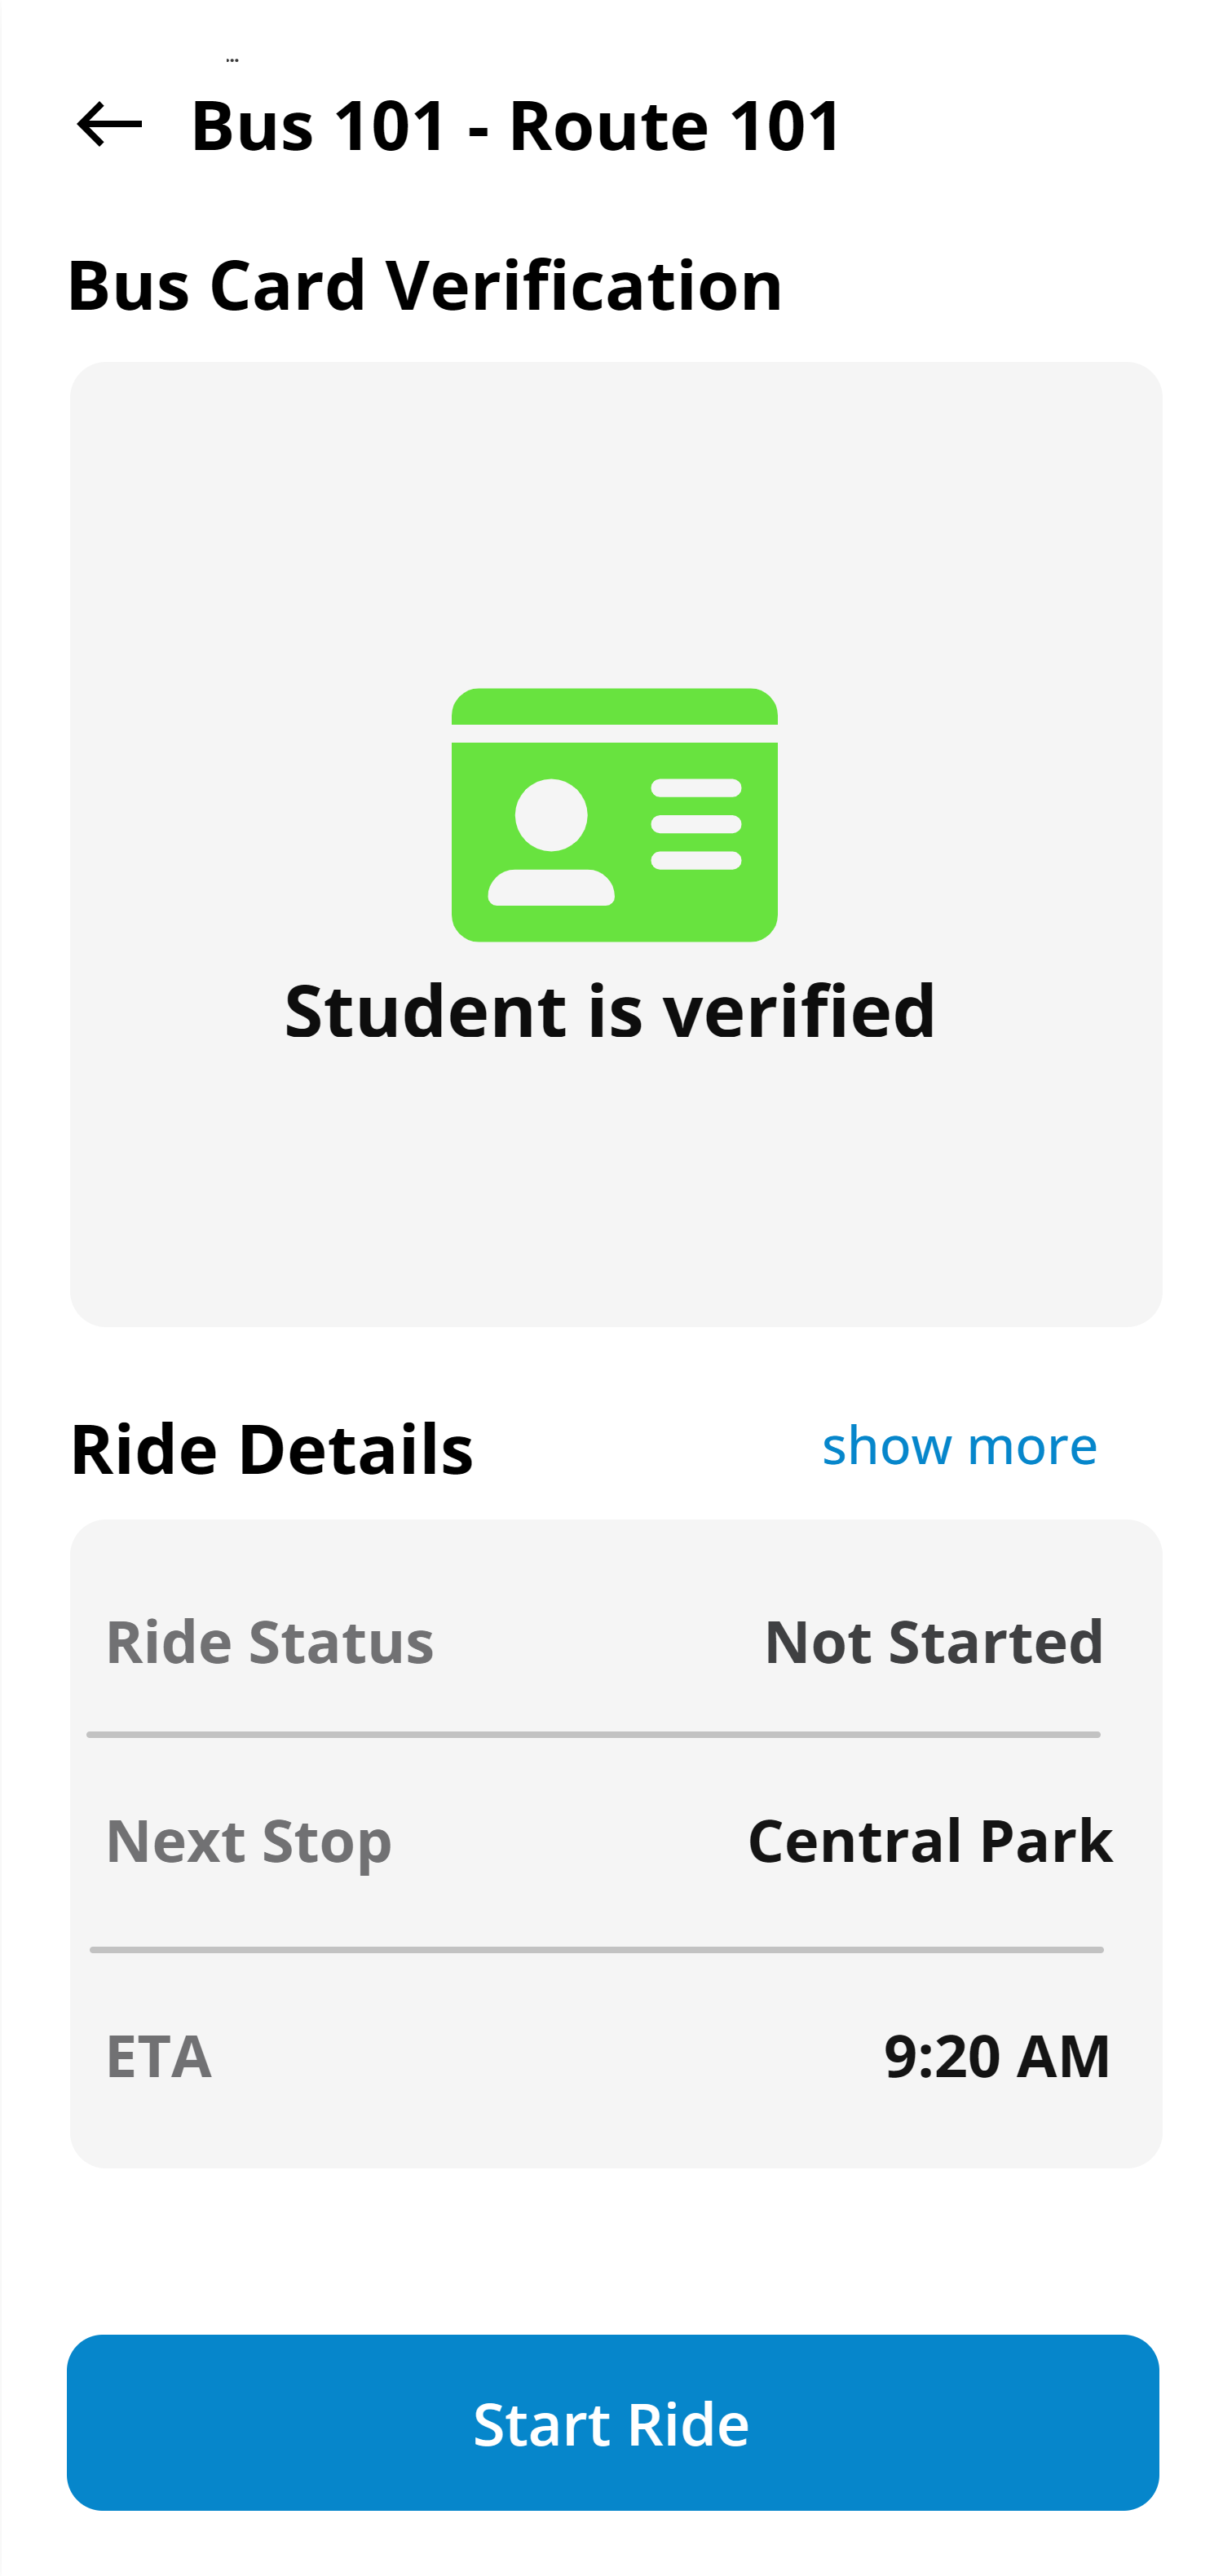 ...
Bus 101 - Route 101
Bus Card Verification
Student is verified
Ride Details
show more
Ride Status
Not Started
Next Stop
Central Park
ETA
9:20 AM
Start Ride